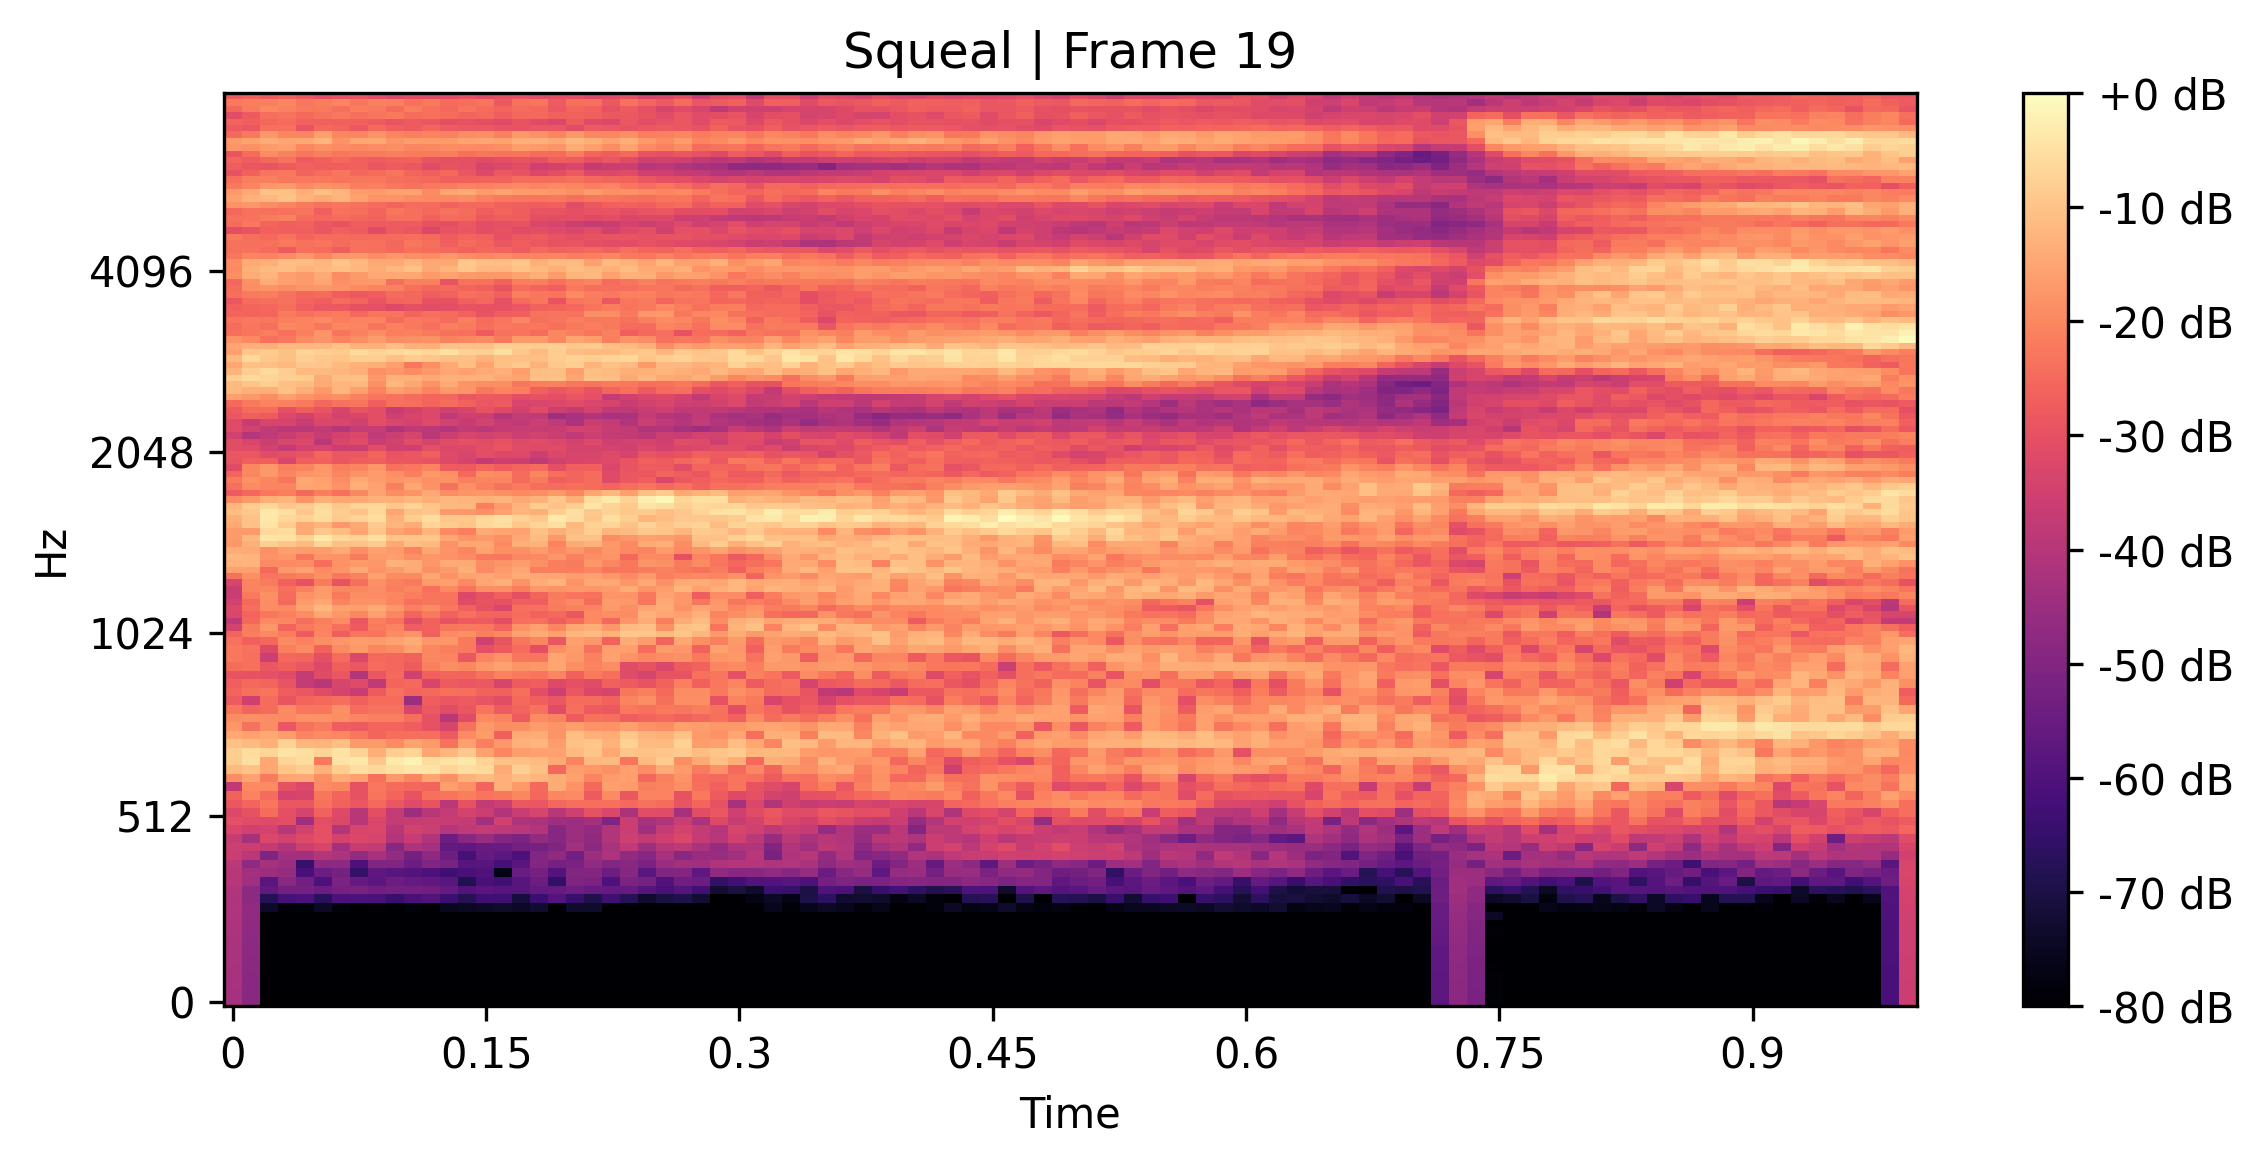 Squeal | Frame 19
+0 dB
-10 dB
-20 dB
-30 dB
-40 dB
-50 dB
-60 dB
-70 dB
-80 dB
4096
2048
1024
512
0
Hz
0 0.15 0.3 0.45 0.6 0.75 0.9
Time